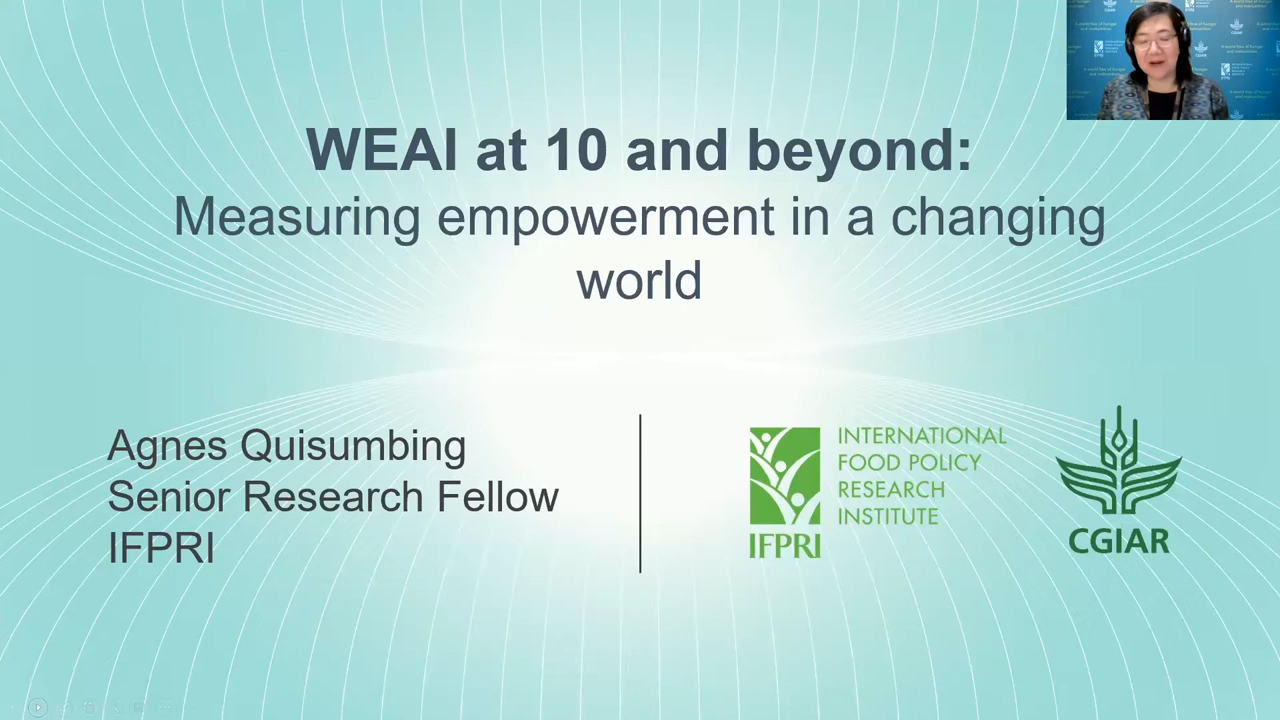 WEAI at 10 and beyond:
Measuring empowerment in a changing
world
Agnes Quisumbing
Senior Research Fellow
IFPRI
INTERNATIONAL
FOOD POLICY
RESEARCH
INSTITUTE
IFPRI
CGIAR